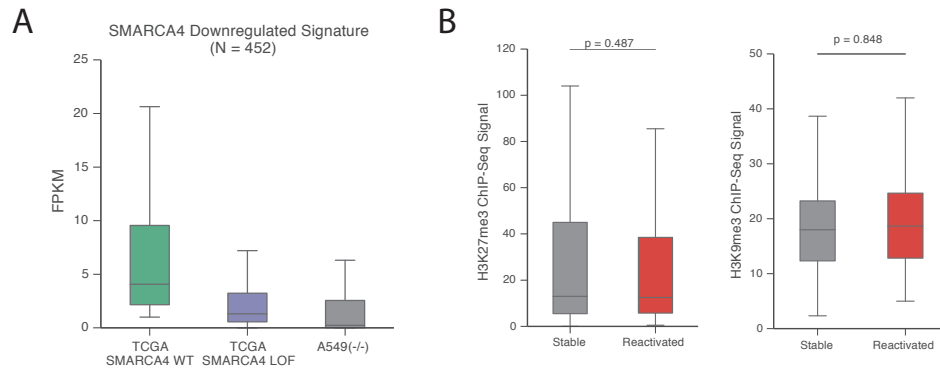 A
SMARCA4 Downregulated Signature
(N = 452)
FPKM
25
20
15
10
5
0
TCGA
SMARCA4 WT
TCGA
SMARCA4 LOF
A549(-/-)
B
p = 0.487
H3K27me3 ChIP-Seq Signal
120
100
80
60
40
20
0
Stable
Reactivated
p = 0.848
H3K9me3 ChIP-Seq Signal
50
40
30
20
10
0
Stable
Reactivated